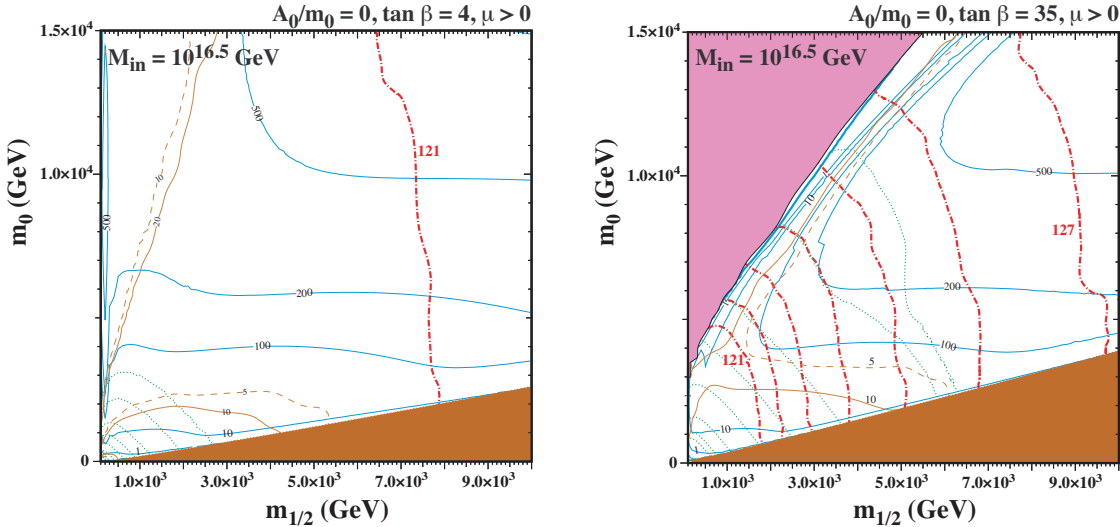 A₀/m₀ = 0, tan β = 4, μ > 0
1.5×10⁴
M_in = 10^16.5 GeV
10
20
500
500
121
1.0×10⁴
m₀ (GeV)
200
100
5
10
10
1
0
1.0×10³ 3.0×10³ 5.0×10³ 7.0×10³ 9.0×10³
m_1/2 (GeV)
A₀/m₀ = 0, tan β = 35, μ > 0
1.5×10⁴
M_in = 10^16.5 GeV
1.0×10⁴
500
10
127
m₀ (GeV)
200
100
121
5
10
10
1
0
1.0×10³ 3.0×10³ 5.0×10³ 7.0×10³ 9.0×10³
m_1/2 (GeV)